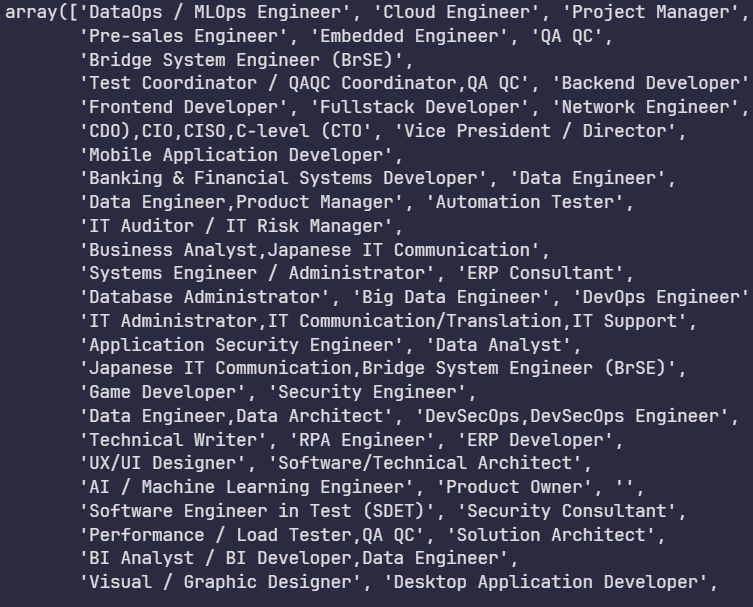 array(['DataOps / MLOps Engineer', 'Cloud Engineer', 'Project Manager',
'Pre-sales Engineer', 'Embedded Engineer', 'QA QC',
'Bridge System Engineer (BrSE)',
'Test Coordinator / QAQC Coordinator,QA QC', 'Backend Developer'
'Frontend Developer', 'Fullstack Developer', 'Network Engineer',
'CDO),CIO,CISO,C-level (CTO', 'Vice President / Director',
'Mobile Application Developer',
'Banking & Financial Systems Developer', 'Data Engineer',
'Data Engineer,Product Manager', 'Automation Tester',
'IT Auditor / IT Risk Manager',
'Business Analyst,Japanese IT Communication',
'Systems Engineer / Administrator', 'ERP Consultant',
'Database Administrator', 'Big Data Engineer', 'DevOps Engineer'
'IT Administrator,IT Communication/Translation,IT Support',
'Application Security Engineer', 'Data Analyst',
'Japanese IT Communication,Bridge System Engineer (BrSE)',
'Game Developer', 'Security Engineer',
'Data Engineer,Data Architect', 'DevSecOps,DevSecOps Engineer',
'Technical Writer', 'RPA Engineer', 'ERP Developer',
'UX/UI Designer', 'Software/Technical Architect',
'AI / Machine Learning Engineer', 'Product Owner', '',
'Software Engineer in Test (SDET)', 'Security Consultant',
'Performance / Load Tester,QA QC', 'Solution Architect',
'BI Analyst / BI Developer,Data Engineer',
'Visual / Graphic Designer', 'Desktop Application Developer',